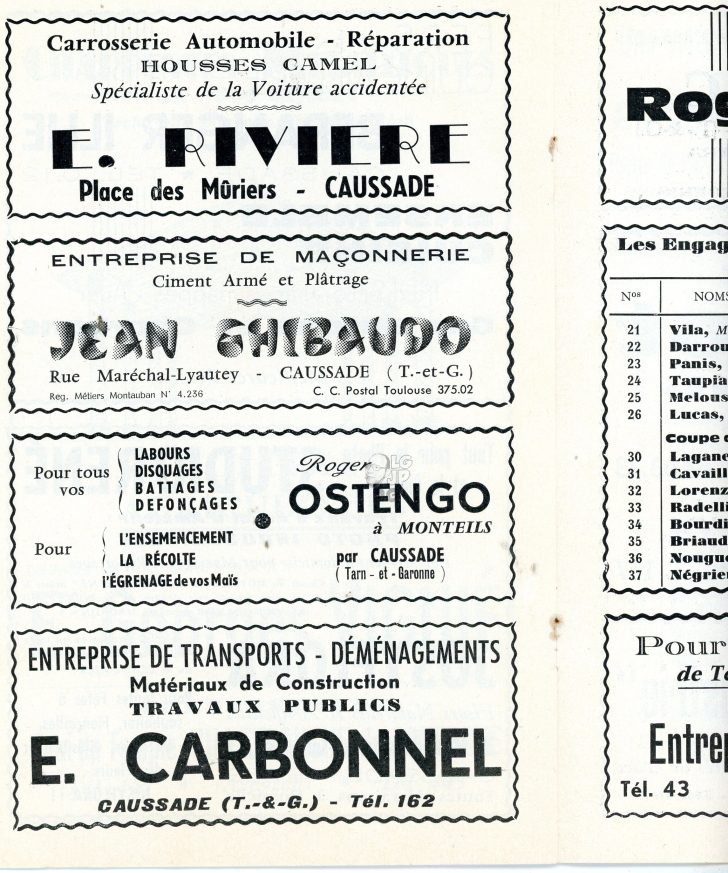 Carrosserie Automobile - Réparation
HOUSSES CAMEL
Spécialiste de la Voiture accidentée
E. RIVIERE
Place des Mûriers - CAUSSADE
ENTREPRISE DE MAÇONNERIE
Ciment Armé et Plâtrage
JEAN GHIBAUDO
Rue Maréchal-Lyautey - CAUSSADE (T.-et-G.)
Reg. Métiers Montauban N° 4.236 C. C. Postal Toulouse 375.02
Pour tous vos
LABOURS
DISQUAGES
BATTAGES
DEFONÇAGES
Pour
L'ENSEMENCEMENT
LA RÉCOLTE
l'ÉGRENAGE de vos Maïs
Roger
OSTENGO
à MONTEILS
par CAUSSADE
(Tarn - et - Garonne)
ENTREPRISE DE TRANSPORTS - DÉMÉNAGEMENTS
Matériaux de Construction
TRAVAUX PUBLICS
E. CARBONNEL
CAUSSADE (T.-&-G.) - Tél. 162
ROG
Les Engag
Nos NOMS
21 Vila, M
22 Darrou
23 Panis,
24 Taupia
25 Melous
26 Lucas,
Coupe d
30 Lagane
31 Cavaill
32 Lorenz
33 Radelli
34 Bourdi
35 Briaud
36 Nougue
37 Négrier
Pour
de To
Entrep
Tél. 43